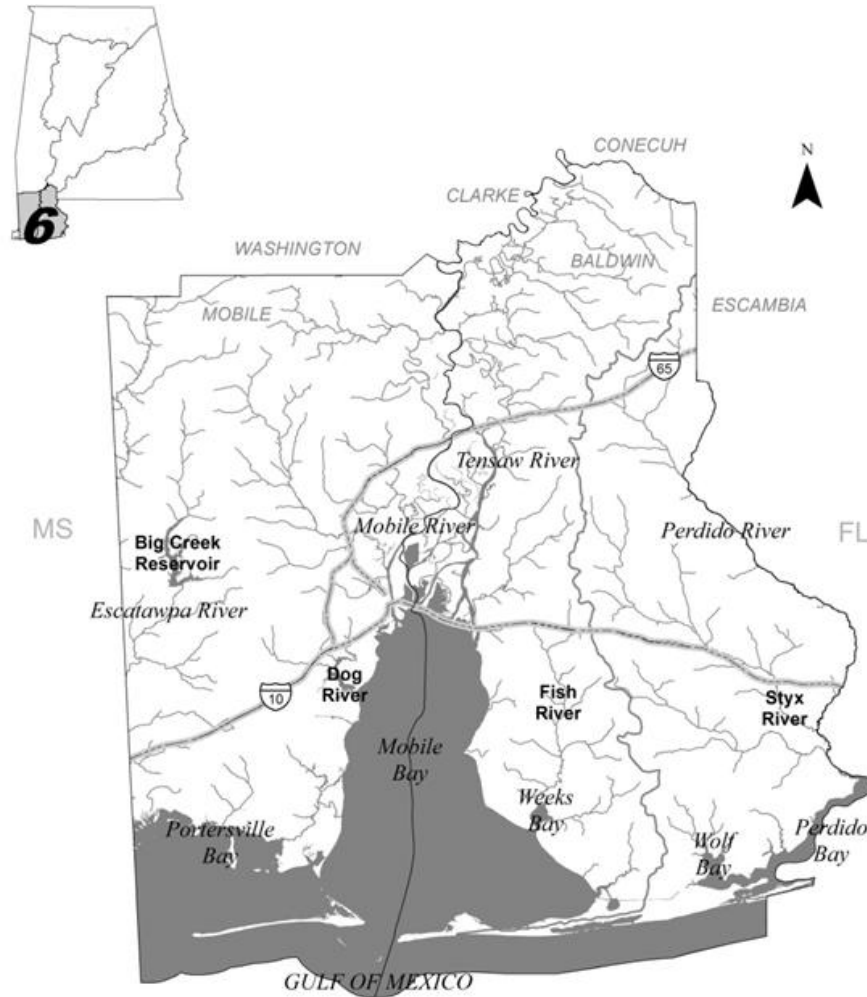 6
CONECUH
N
CLARKE
WASHINGTON
BALDWIN
MOBILE
ESCAMBIA
65
Tensaw River
Mobile River
Perdido River
MS
FL
Big Creek
Reservoir
Escatawpa River
Dog
River
10
Fish
River
Styx
River
Mobile
Bay
Weeks
Bay
Portersville
Bay
Wolf
Bay
Perdido
Bay
GULF OF MEXICO